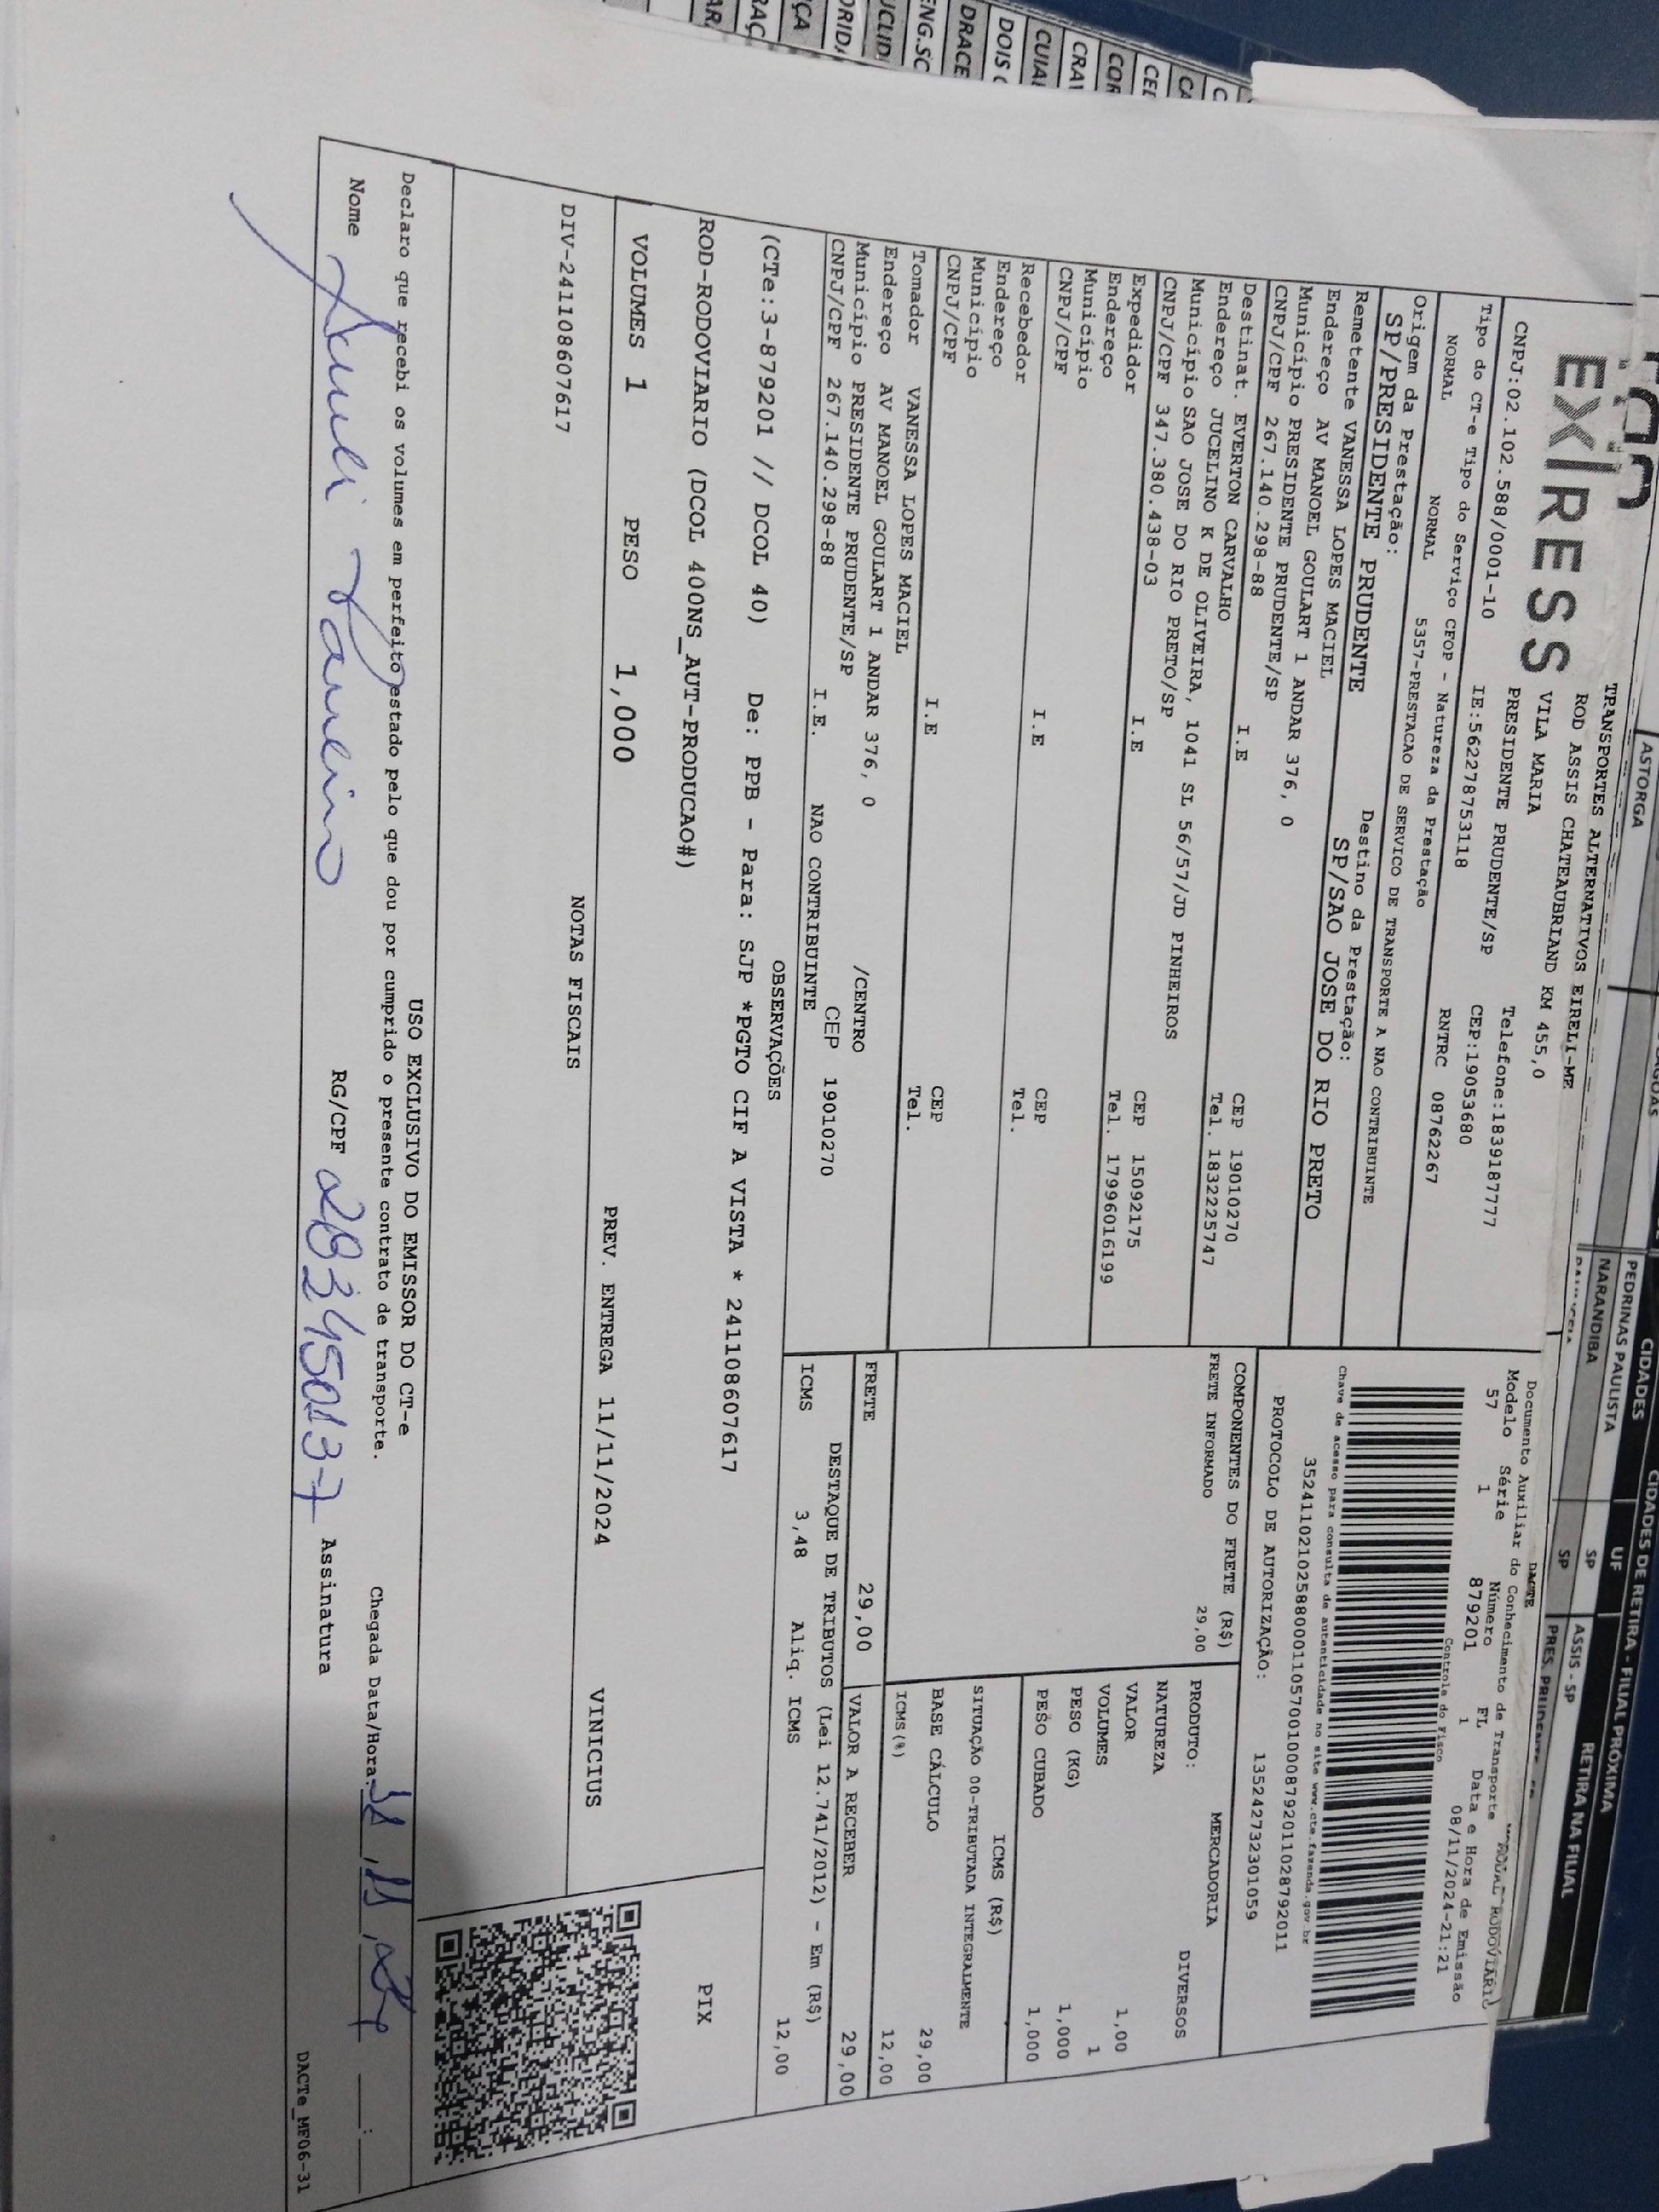 EXPRESS
TRANSPORTES ALTERNATIVOS EIRELI-ME
ROD ASSIS CHATEAUBRIAND KM 455,0
VILA MARIA
PRESIDENTE PRUDENTE/SP Telefone:1839187777
CNPJ:02.102.588/0001-10 IE:562278753118 CEP:19053680
Tipo do CT-e Tipo do Serviço CFOP - Natureza da Prestação RNTRC 08762267
NORMAL NORMAL 5357-PRESTACAO DE SERVICO DE TRANSPORTE A NAO CONTRIBUINTE
Origem da Prestação: Destino da Prestação:
SP/PRESIDENTE PRUDENTE SP/SAO JOSE DO RIO PRETO
Remetente VANESSA LOPES MACIEL
Endereço AV MANOEL GOULART 1 ANDAR 376, 0
Município PRESIDENTE PRUDENTE/SP CEP 19010270
CNPJ/CPF 267.140.298-88 I.E Tel. 1832225747
Destinat. EVERTON CARVALHO
Endereço JUCELINO K DE OLIVEIRA, 1041 SL 56/57/JD PINHEIROS
Município SAO JOSE DO RIO PRETO/SP CEP 15092175
CNPJ/CPF 347.380.438-03 I.E Tel. 17996016199
Expedidor
Endereço
Município CEP
CNPJ/CPF I.E Tel.
Recebedor
Endereço
Município CEP
CNPJ/CPF I.E Tel.
Tomador VANESSA LOPES MACIEL
Endereço AV MANOEL GOULART 1 ANDAR 376, 0 /CENTRO
Município PRESIDENTE PRUDENTE/SP CEP 19010270
CNPJ/CPF 267.140.298-88 I.E. NAO CONTRIBUINTE
DACTE
Documento Auxiliar do Conhecimento de Transporte MODAL RODOVIARIO
Modelo Série Número FL Data e Hora de Emissão
57 1 879201 1 08/11/2024-21:21
Controle do Fisco
Chave de acesso para consulta de autenticidade no site www.cte.fazenda.gov.br
35241102102588000110570010008792011028792011
PROTOCOLO DE AUTORIZAÇÃO: 135242732301059
COMPONENTES DO FRETE (R$)
FRETE INFORMADO 29,00
MERCADORIA
PRODUTO: DIVERSOS
NATUREZA
VALOR 1,00
VOLUMES 1
PESO (KG) 1,000
PESO CUBADO 1,000
ICMS (R$)
SITUAÇÃO 00-TRIBUTADA INTEGRALMENTE
BASE CÁLCULO 29,00
ICMS(%) 12,00
FRETE 29,00 VALOR A RECEBER 29,00
DESTAQUE DE TRIBUTOS (Lei 12.741/2012) - Em (R$)
ICMS 3,48 Aliq. ICMS 12,00
OBSERVAÇÕES
(CTe:3-879201 // DCOL 40) De: PPB - Para: SJP *PGTO CIF A VISTA * 241108607617
ROD-RODOVIARIO (DCOL 400NS_AUT-PRODUCAO#)
PIX
VOLUMES 1 PESO 1,000 PREV. ENTREGA 11/11/2024 VINICIUS
NOTAS FISCAIS
DIV-241108607617
USO EXCLUSIVO DO EMISSOR DO CT-e
Declaro que recebi os volumes em perfeito estado pelo que dou por cumprido o presente contrato de transporte. Chegada Data/Hora: 11, 11, 24 __:__
Nome RG/CPF 283450137 Assinatura
DACTe_MF06-31
ASTORGA
CIDADES
PEDRINAS PAULISTA
NARANDIBA
CIDADES DE RETIRA - FILIAL PRÓXIMA
UF RETIRA NA FILIAL
SP ASSIS - SP
SP PRES. PRUDENTE